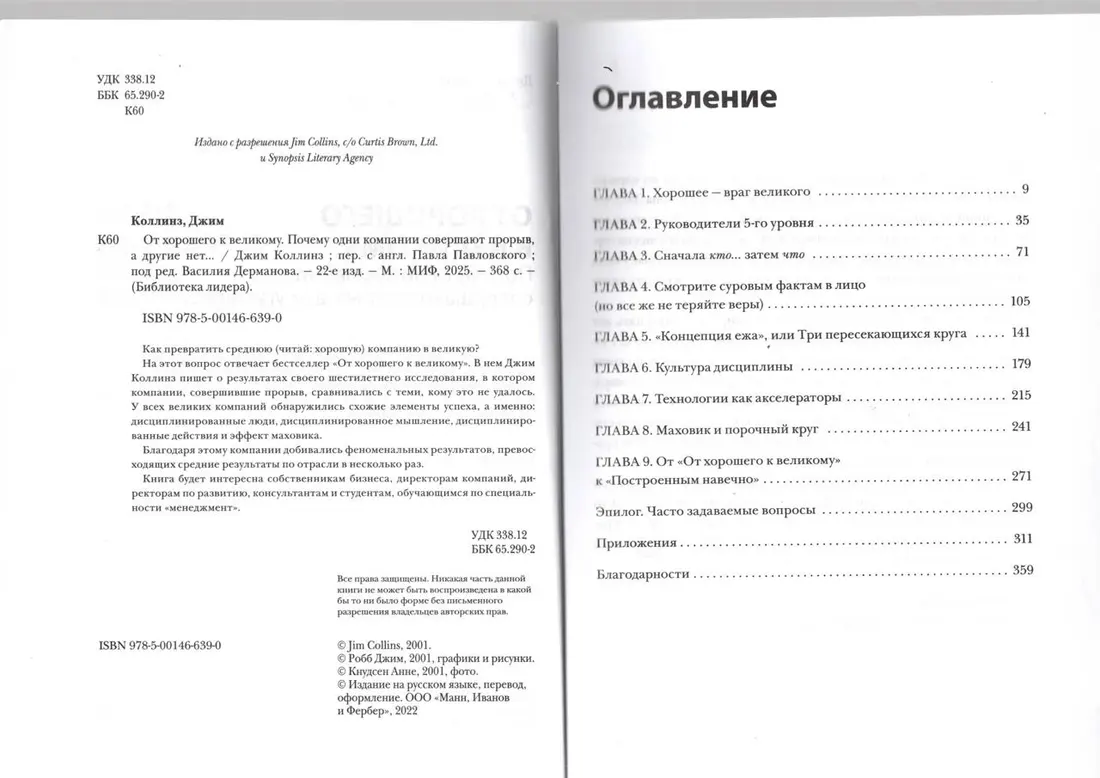 УДК 338.12
ББК 65.290-2
К60
Издано с разрешения Jim Collins, c/o Curtis Brown, Ltd.
и Synopsis Literary Agency
Коллинз, Джим
К60 От хорошего к великому. Почему одни компании совершают прорыв,
а другие нет... / Джим Коллинз ; пер. с англ. Павла Павловского ;
под ред. Василия Дерманова. — 22-е изд. — М. : МИФ, 2025. — 368 с. —
(Библиотека лидера).
ISBN 978-5-00146-639-0
Как превратить среднюю (читай: хорошую) компанию в великую?
На этот вопрос отвечает бестселлер «От хорошего к великому». В нем Джим
Коллинз пишет о результатах своего шестилетнего исследования, в котором
компании, совершившие прорыв, сравнивались с теми, кому это не удалось.
У всех великих компаний обнаружились схожие элементы успеха, а именно:
дисциплинированные люди, дисциплинированное мышление, дисциплиниро-
ванные действия и эффект маховика.
Благодаря этому компании добивались феноменальных результатов, превос-
ходящих средние результаты по отрасли в несколько раз.
Книга будет интересна собственникам бизнеса, директорам компаний, ди-
ректорам по развитию, консультантам и студентам, обучающимся по специаль-
ности «менеджмент».
УДК 338.12
ББК 65.290-2
Все права защищены. Никакая часть данной
книги не может быть воспроизведена в какой
бы то ни было форме без письменного
разрешения владельцев авторских прав.
ISBN 978-5-00146-639-0
© Jim Collins, 2001.
© Робб Джим, 2001, графики и рисунки.
© Кнудсен Анне, 2001, фото.
© Издание на русском языке, перевод,
оформление. ООО «Манн, Иванов
и Фербер», 2022
Оглавление
ГЛАВА 1. Хорошее — враг великого 9
ГЛАВА 2. Руководители 5-го уровня 35
ГЛАВА 3. Сначала кто... затем что 71
ГЛАВА 4. Смотрите суровым фактам в лицо
(но все же не теряйте веры) 105
ГЛАВА 5. «Концепция ежа», или Три пересекающихся круга 141
ГЛАВА 6. Культура дисциплины 179
ГЛАВА 7. Технологии как акселераторы 215
ГЛАВА 8. Маховик и порочный круг 241
ГЛАВА 9. От «От хорошего к великому»
к «Построенным навечно» 271
Эпилог. Часто задаваемые вопросы 299
Приложения 311
Благодарности 359